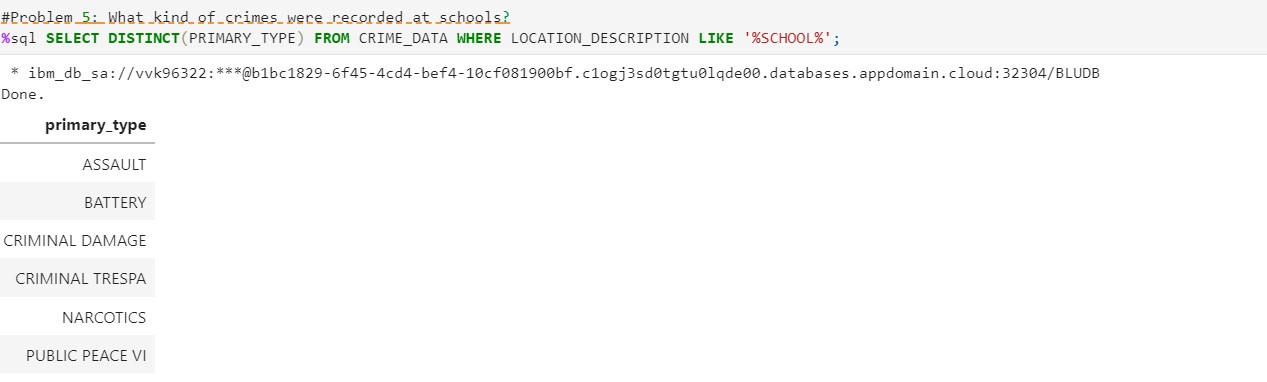 #Problem 5: What kind of crimes were recorded at schools?
%sql SELECT DISTINCT(PRIMARY_TYPE) FROM CRIME_DATA WHERE LOCATION_DESCRIPTION LIKE '%SCHOOL%';
* ibm_db_sa://vvk96322:***@b1bc1829-6f45-4cd4-bef4-10cf081900bf.c1ogj3sd0tgtu0lqde00.databases.appdomain.cloud:32304/BLUDB
Done.
primary_type
ASSAULT
BATTERY
CRIMINAL DAMAGE
CRIMINAL TRESPA
NARCOTICS
PUBLIC PEACE VI